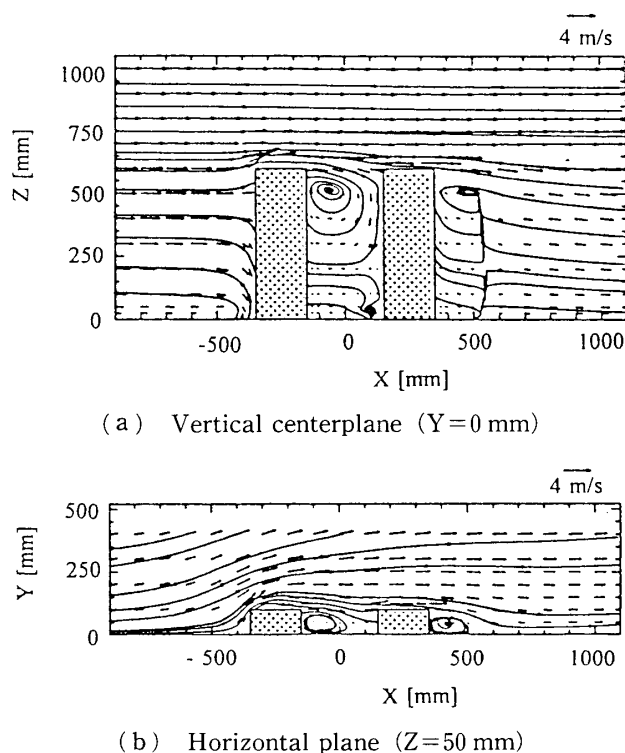 4 m/s
1000
750
Z [mm]
500
250
0
-500 0 500 1000
X [mm]
(a) Vertical centerplane (Y=0 mm)
4 m/s
500
Y [mm]
250
0
- 500 0 500 1000
X [mm]
(b) Horizontal plane (Z=50 mm)